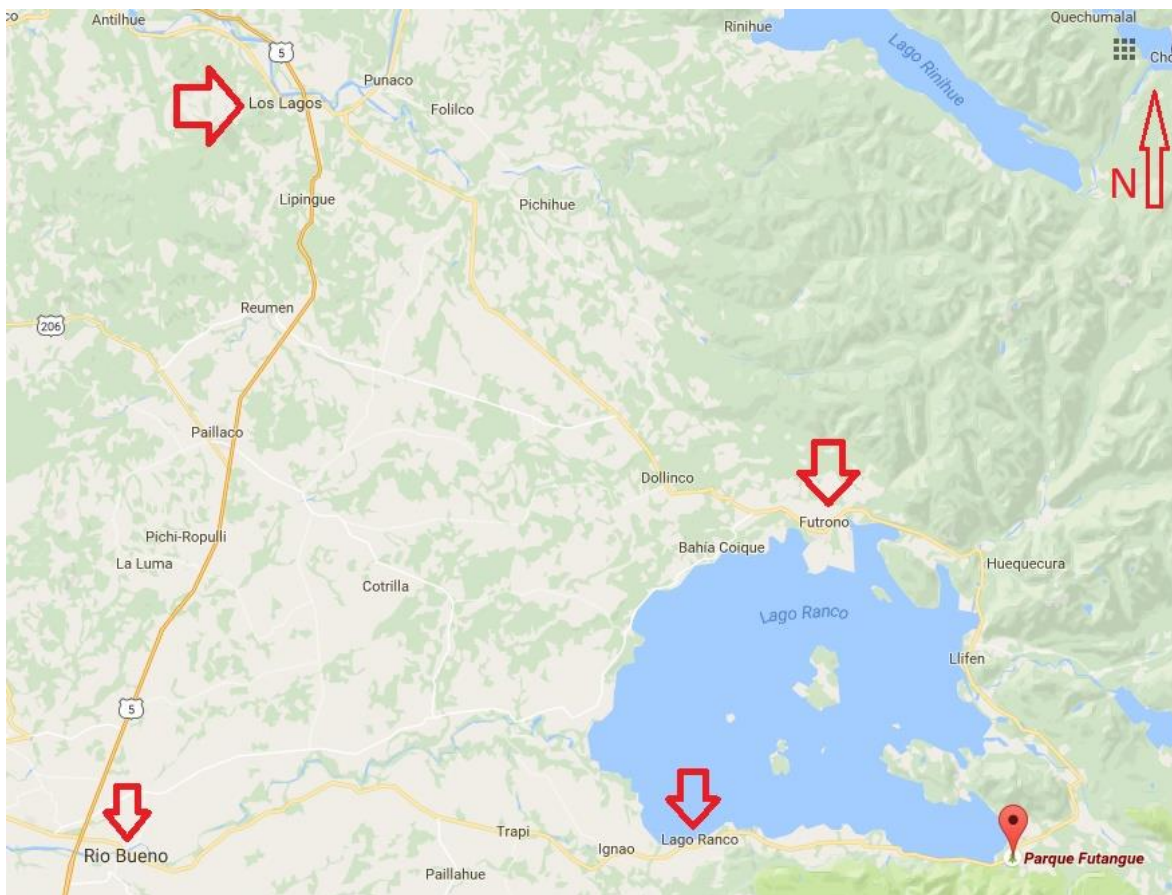 Antilhue
Rinihue
Quechumalal
5
Lago Rinihue
Punaco
Los Lagos
Folilco
N
Lipingue
Pichihue
Reumen
206
Paillaco
Dollinco
Futrono
Pichi-Ropulli
Bahía Coique
La Luma
Huequecura
Cotrilla
Lago Ranco
Llifen
5
Trapi
Lago Ranco
Ignao
Rio Bueno
Parque Futangue
Paillahue